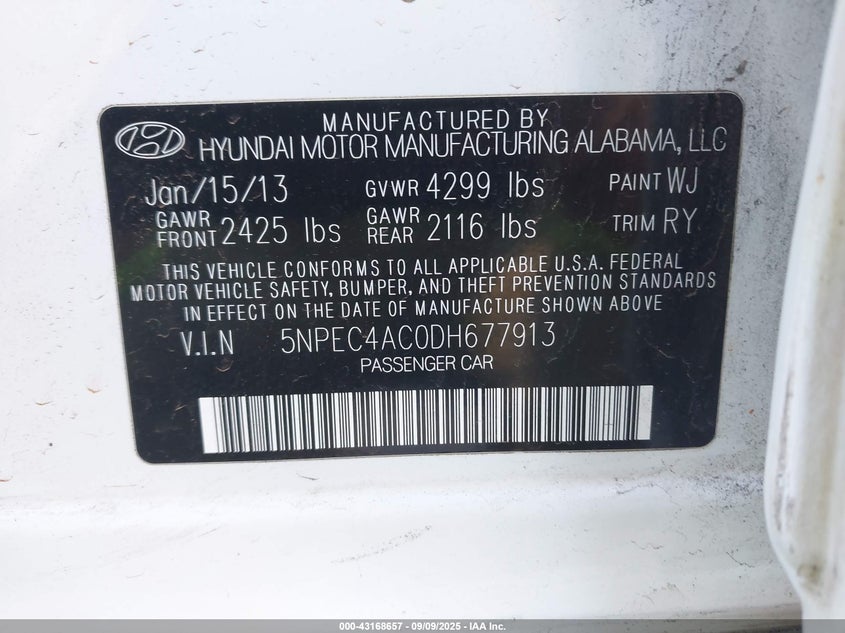 MANUFACTURED BY
HYUNDAI MOTOR MANUFACTURING ALABAMA, LLC
Jan/15/13 GVWR 4299 lbs PAINT WJ
GAWR FRONT 2425 lbs GAWR REAR 2116 lbs TRIM RY
THIS VEHICLE CONFORMS TO ALL APPLICABLE U.S.A. FEDERAL
MOTOR VEHICLE SAFETY, BUMPER, AND THEFT PREVENTION STANDARDS
IN EFFECT ON THE DATE OF MANUFACTURE SHOWN ABOVE
V.I.N 5NPEC4AC0DH677913
PASSENGER CAR
000-43168657 - 09/09/2025 - IAA Inc.